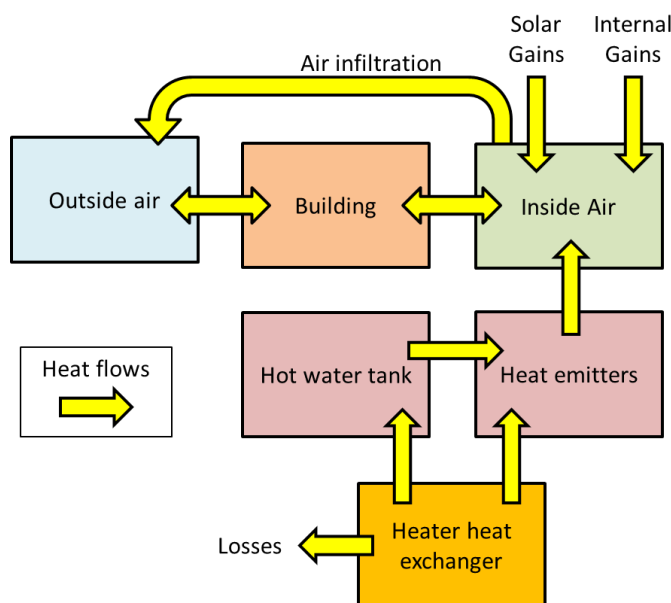 Solar
Gains
Internal
Gains
Air infiltration
Outside air
Building
Inside Air
Heat flows
Hot water tank
Heat emitters
Losses
Heater heat
exchanger